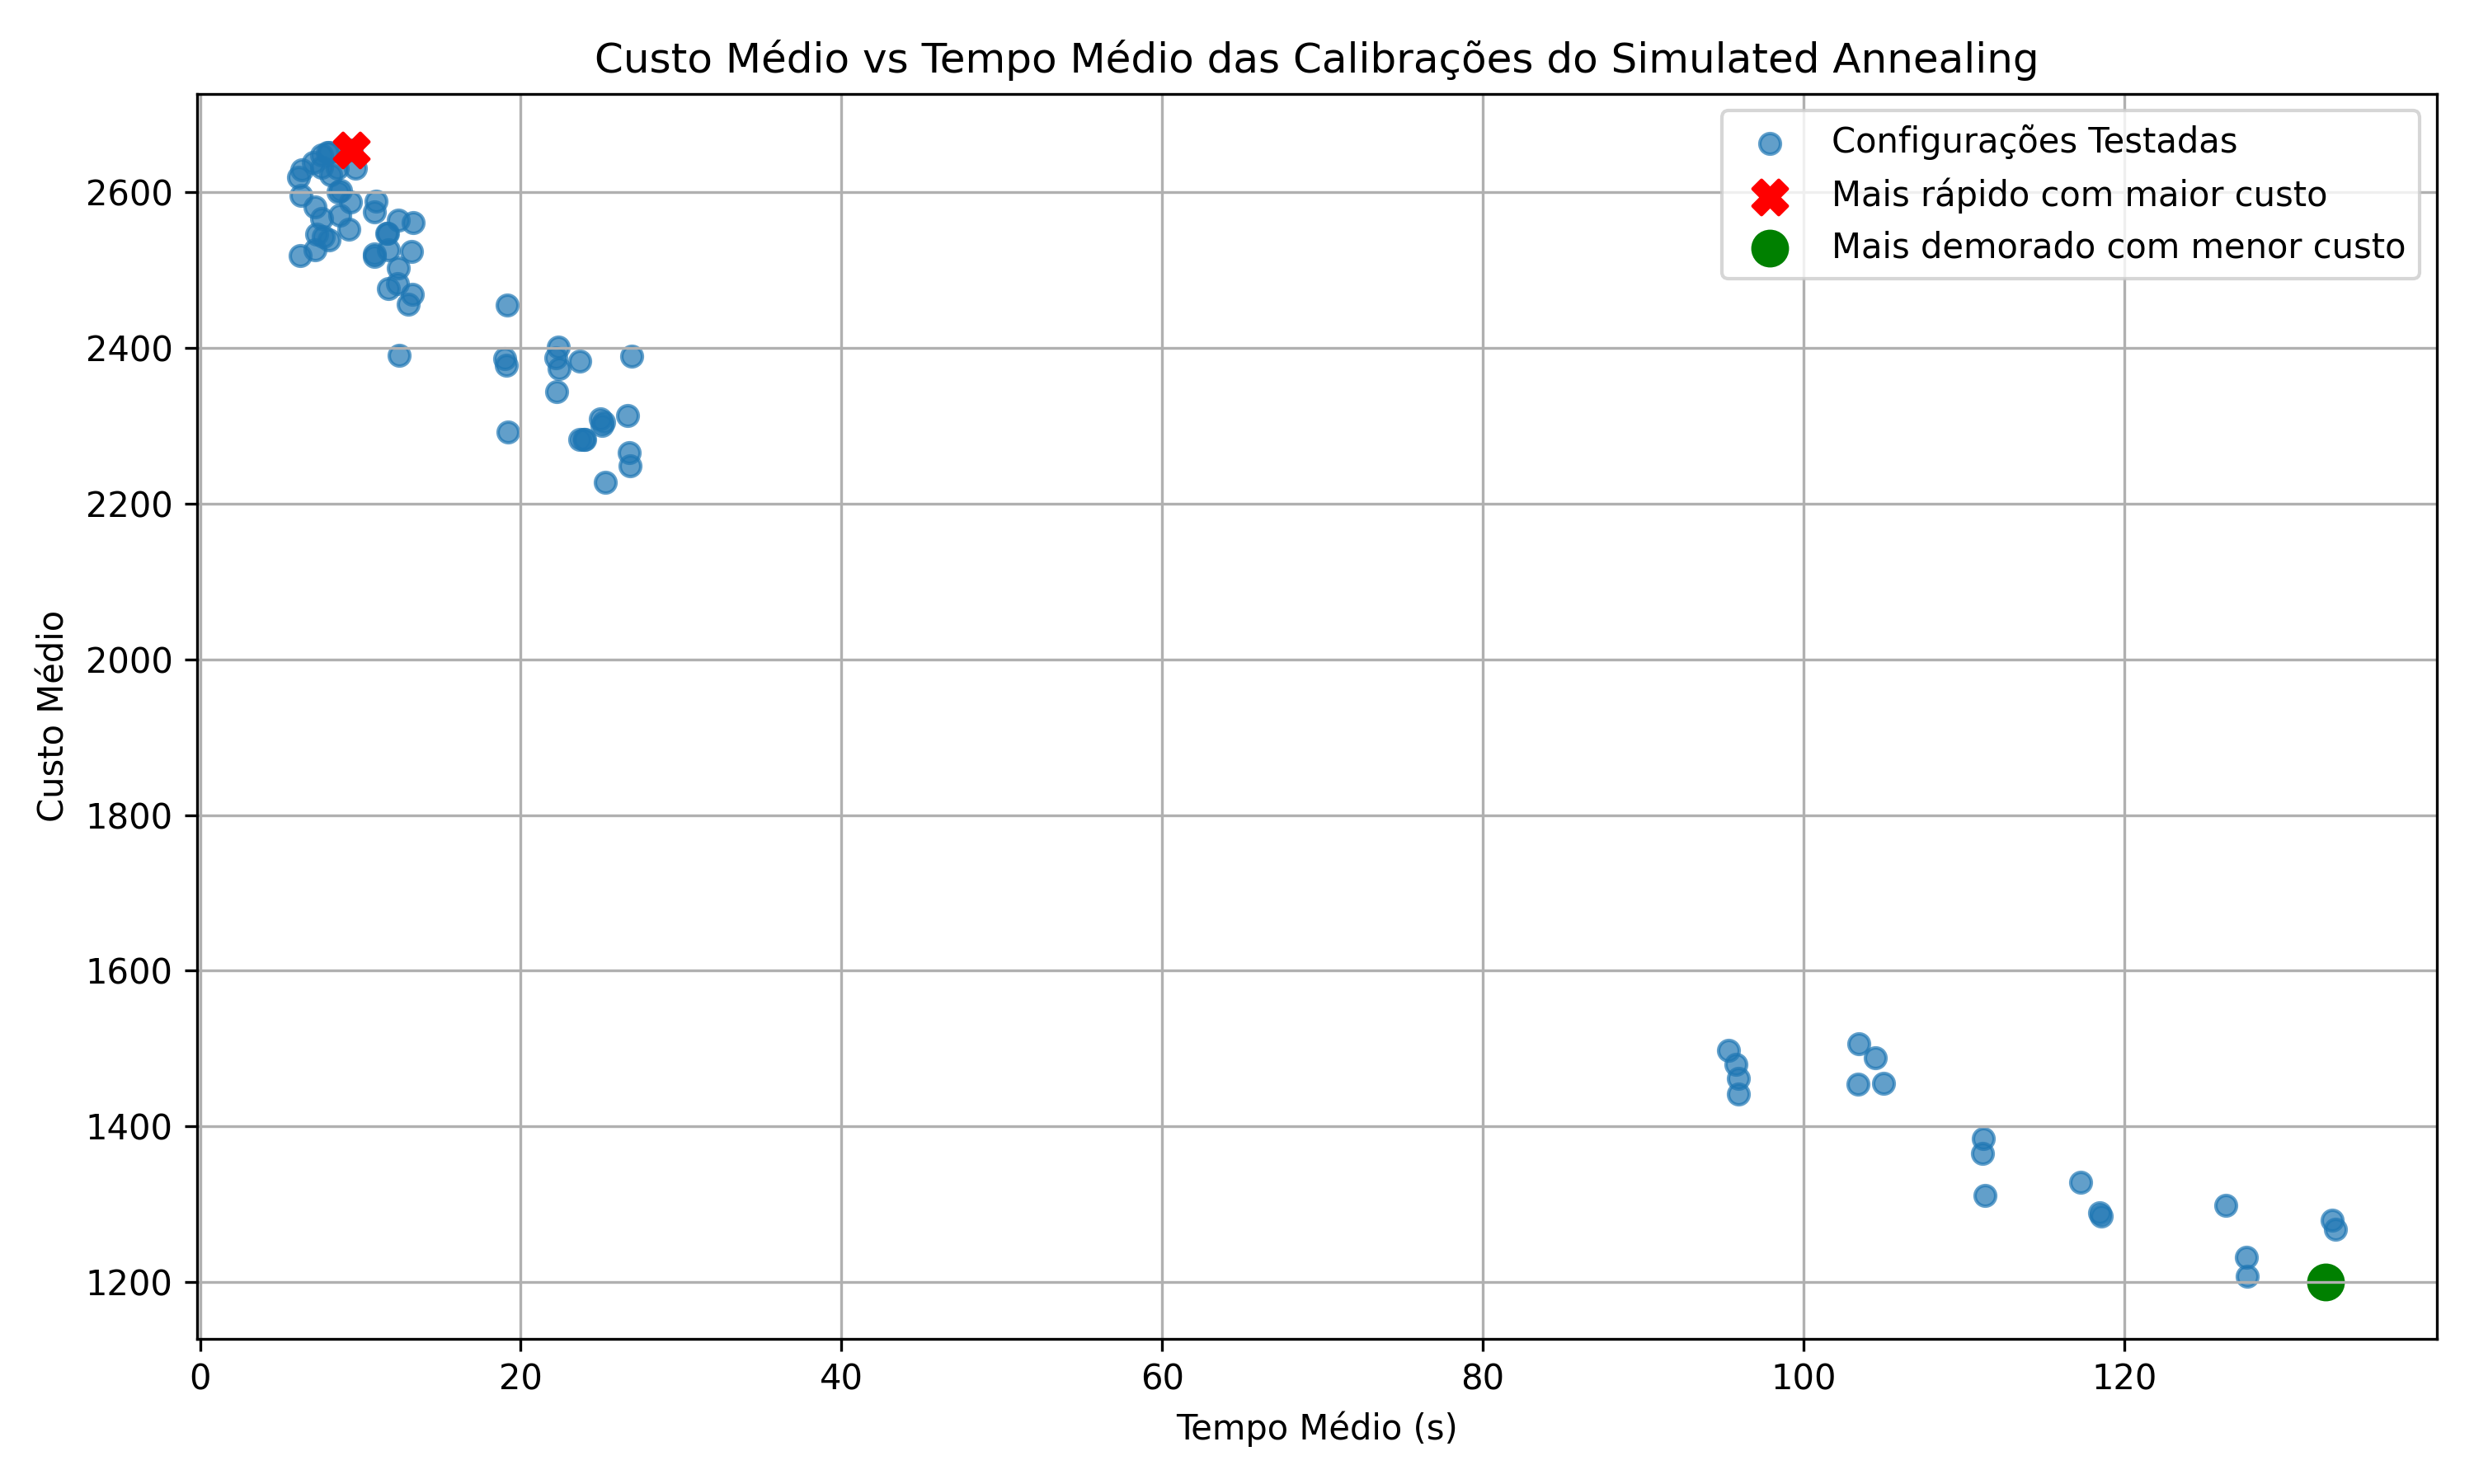 Custo Médio vs Tempo Médio das Calibrações do Simulated Annealing
Configurações Testadas
Mais rápido com maior custo
Mais demorado com menor custo
2600
2400
2200
2000
1800
1600
1400
1200
Custo Médio
0 20 40 60 80 100 120
Tempo Médio (s)